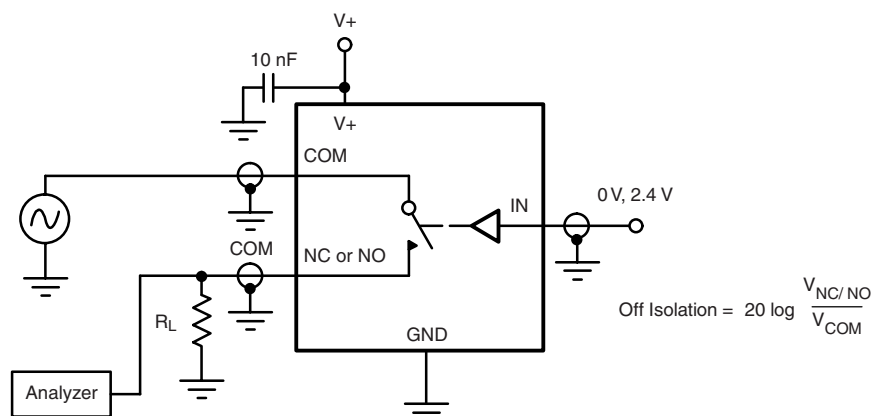 V+
10 nF
V+
COM
0 V, 2.4 V
IN
COM
NC or NO
V_NC/ NO
Off Isolation = 20 log
V_COM
R_L
GND
Analyzer